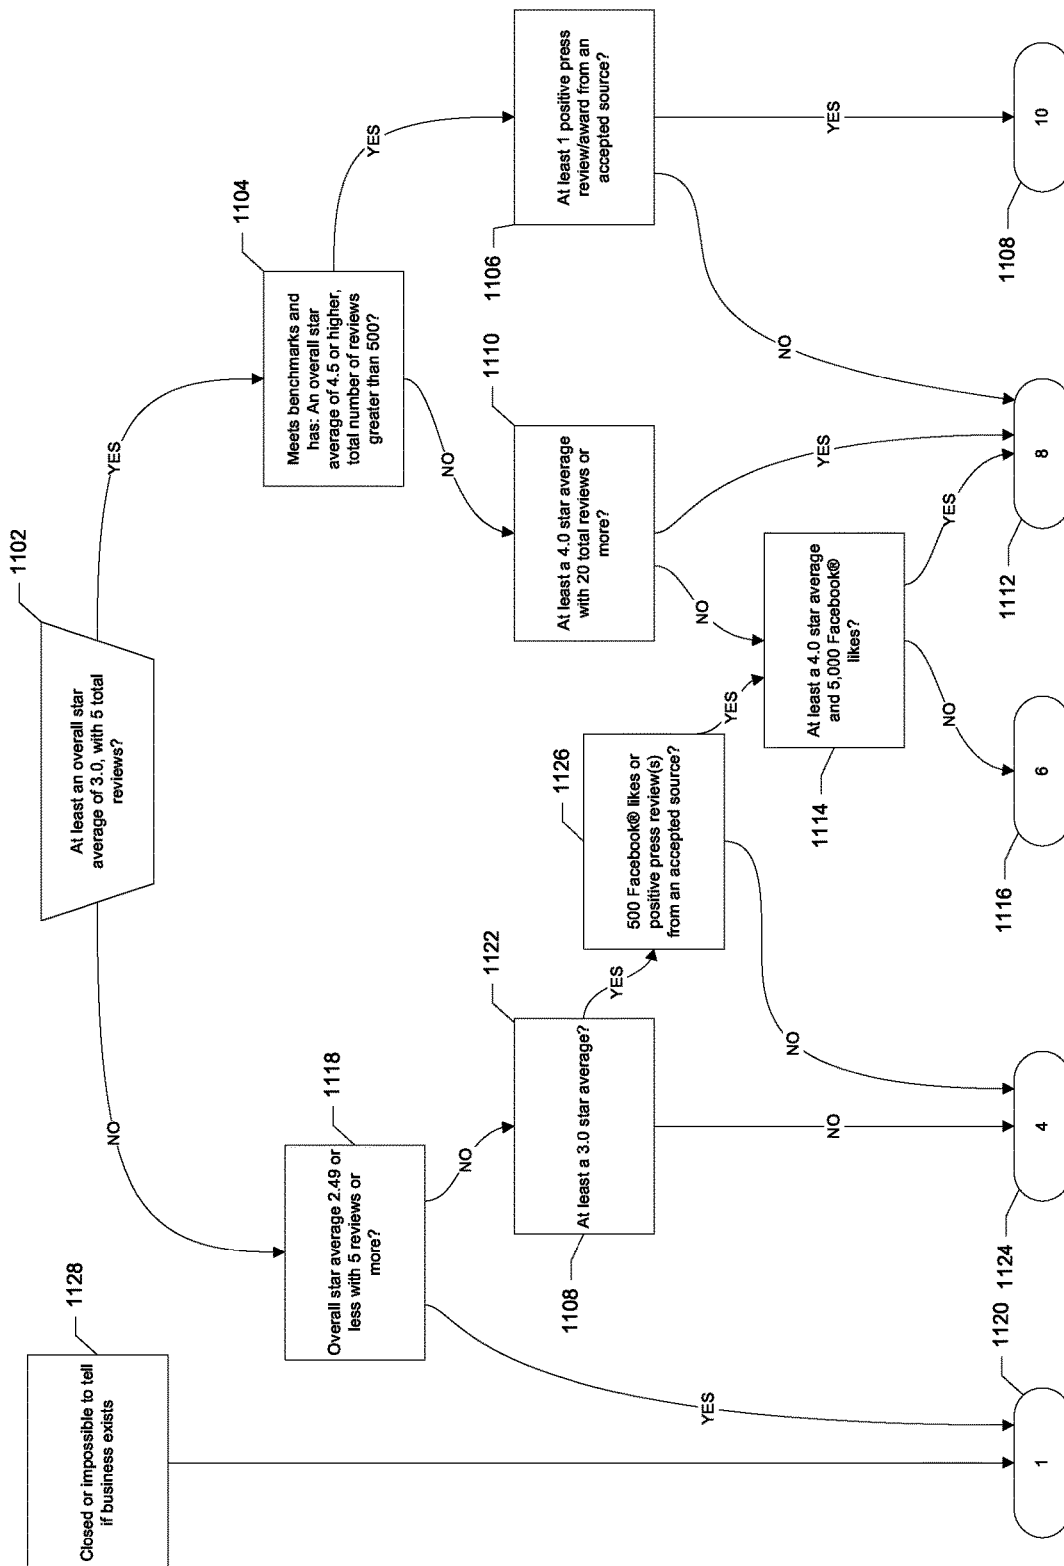 1128
Closed or impossible to tell
if business exists
1102
At least an overall star
average of 3.0, with 5 total
reviews?
NO
YES
1118
Overall star average 2.49 or
less with 5 reviews or
more?
1104
Meets benchmarks and
has: An overall star
average of 4.5 or higher,
total number of reviews
greater than 500?
YES
NO
NO
YES
1108
1122
At least a 3.0 star average?
YES
NO
1126
500 Facebook® likes or
positive press review(s)
from an accepted source?
YES
NO
1110
At least a 4.0 star average
with 20 total reviews or
more?
NO
YES
1106
At least 1 positive press
review/award from an
accepted source?
NO
YES
1114
At least a 4.0 star average
and 5,000 Facebook®
likes?
NO
YES
1120
1
1124
4
1116
6
1112
8
1108
10